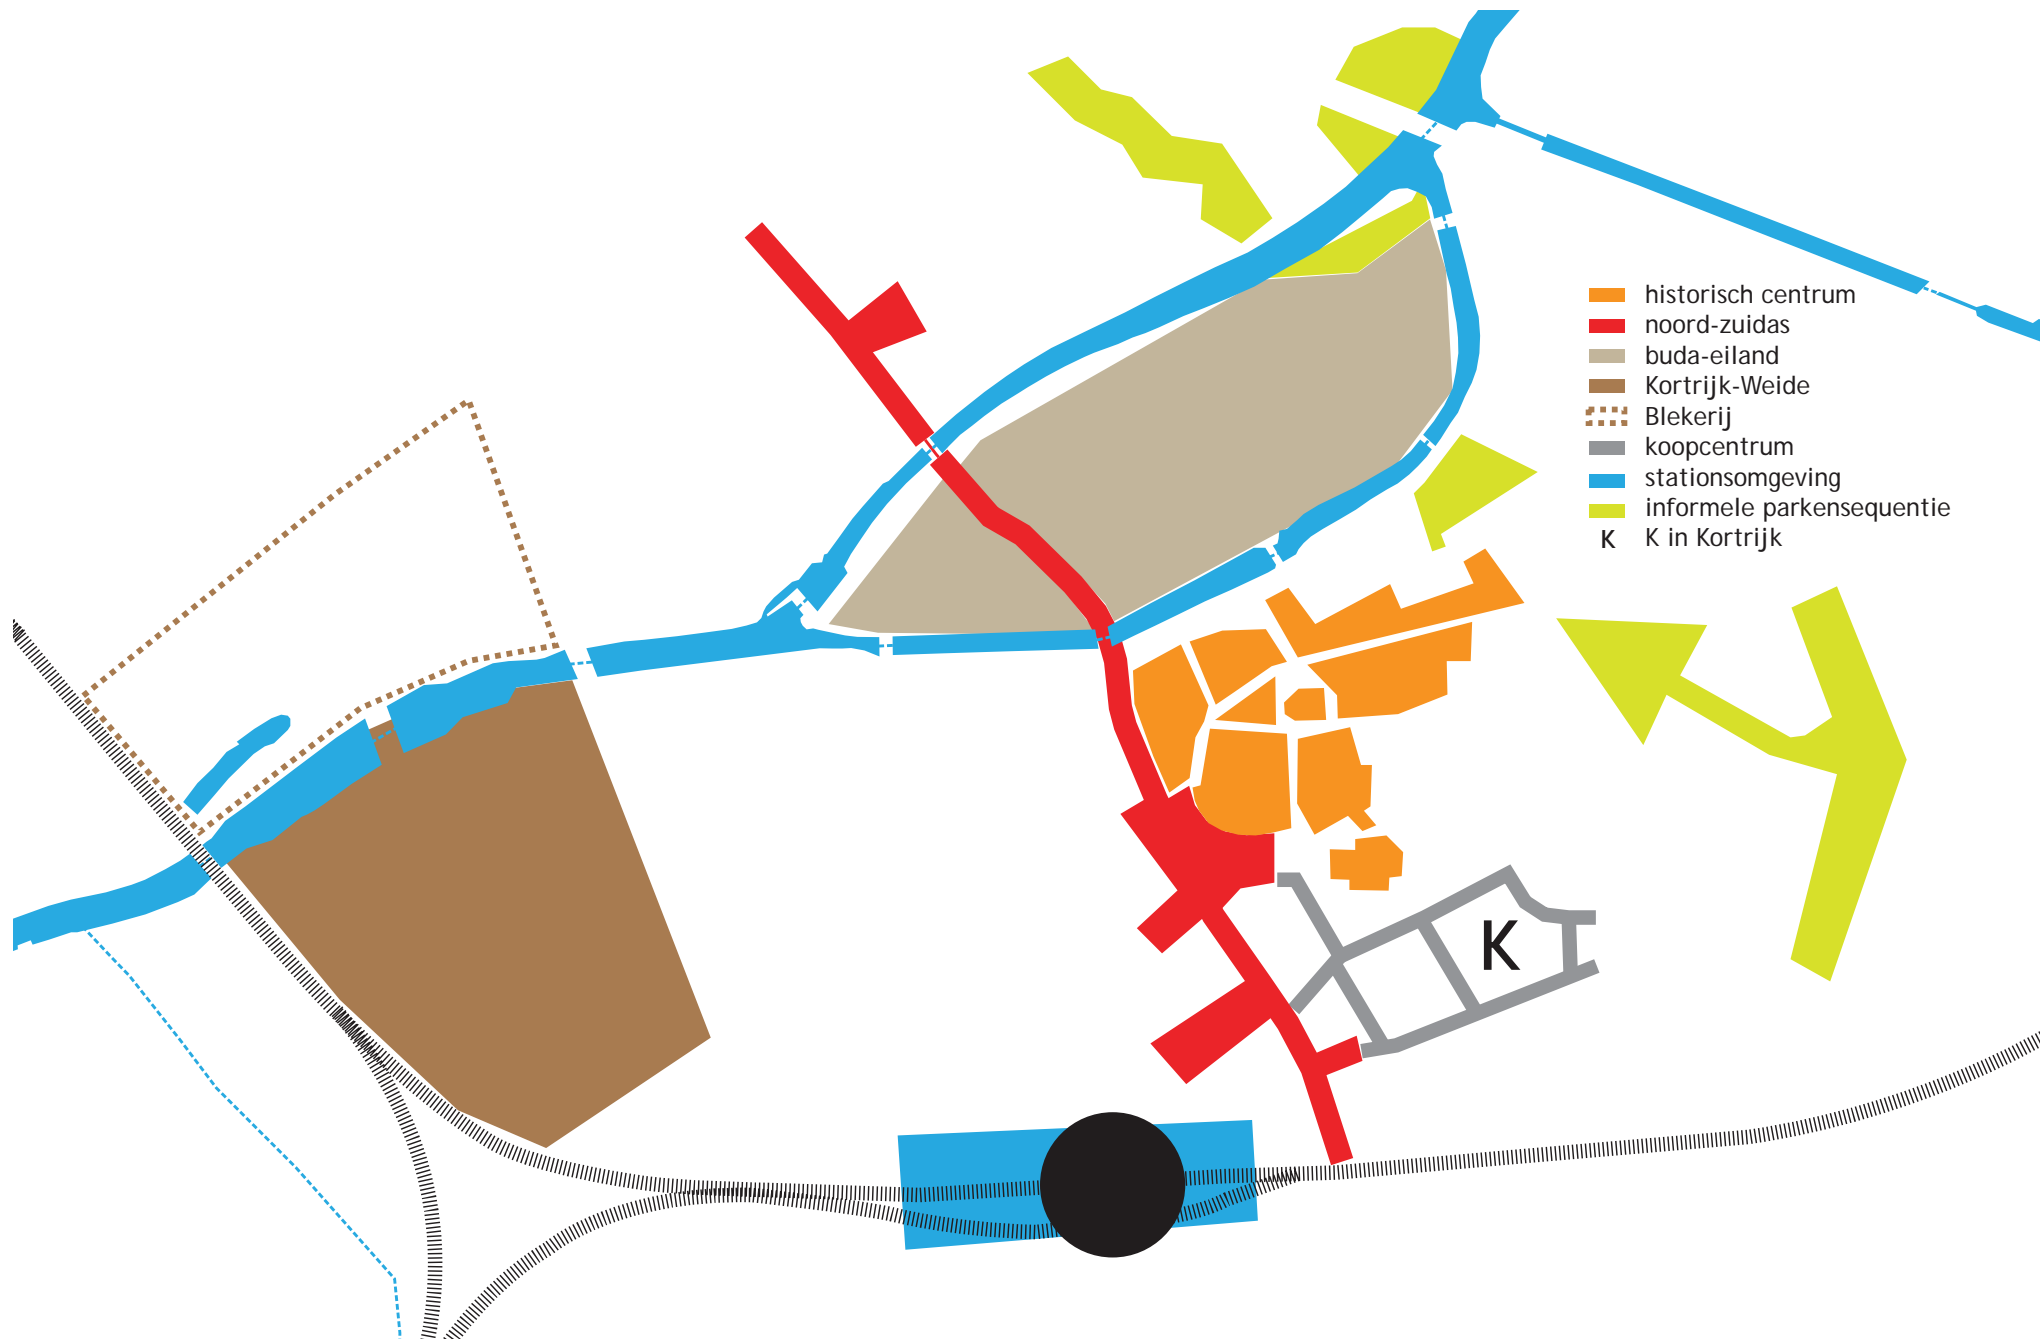 historisch centrum
noord-zuidas
buda-eiland
Kortrijk-Weide
Blekerij
koopcentrum
stationsomgeving
informele parkensequentie
K K in Kortrijk
K